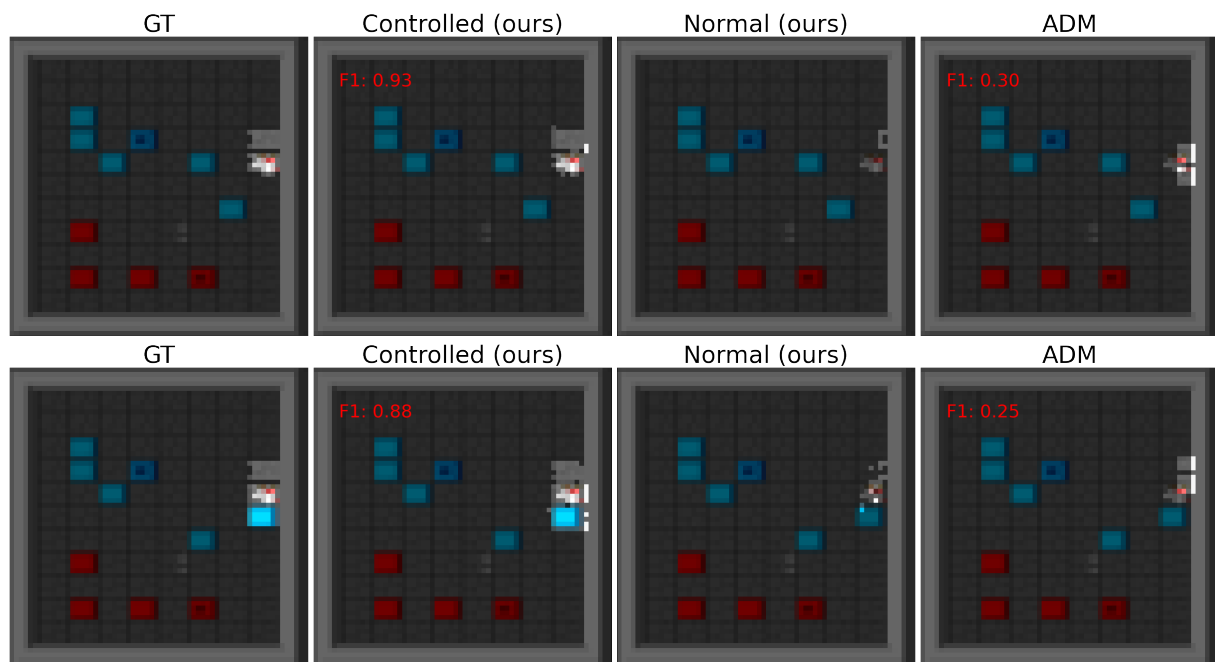 GT
Controlled (ours)
Normal (ours)
ADM
F1: 0.93
F1: 0.30
GT
Controlled (ours)
Normal (ours)
ADM
F1: 0.88
F1: 0.25